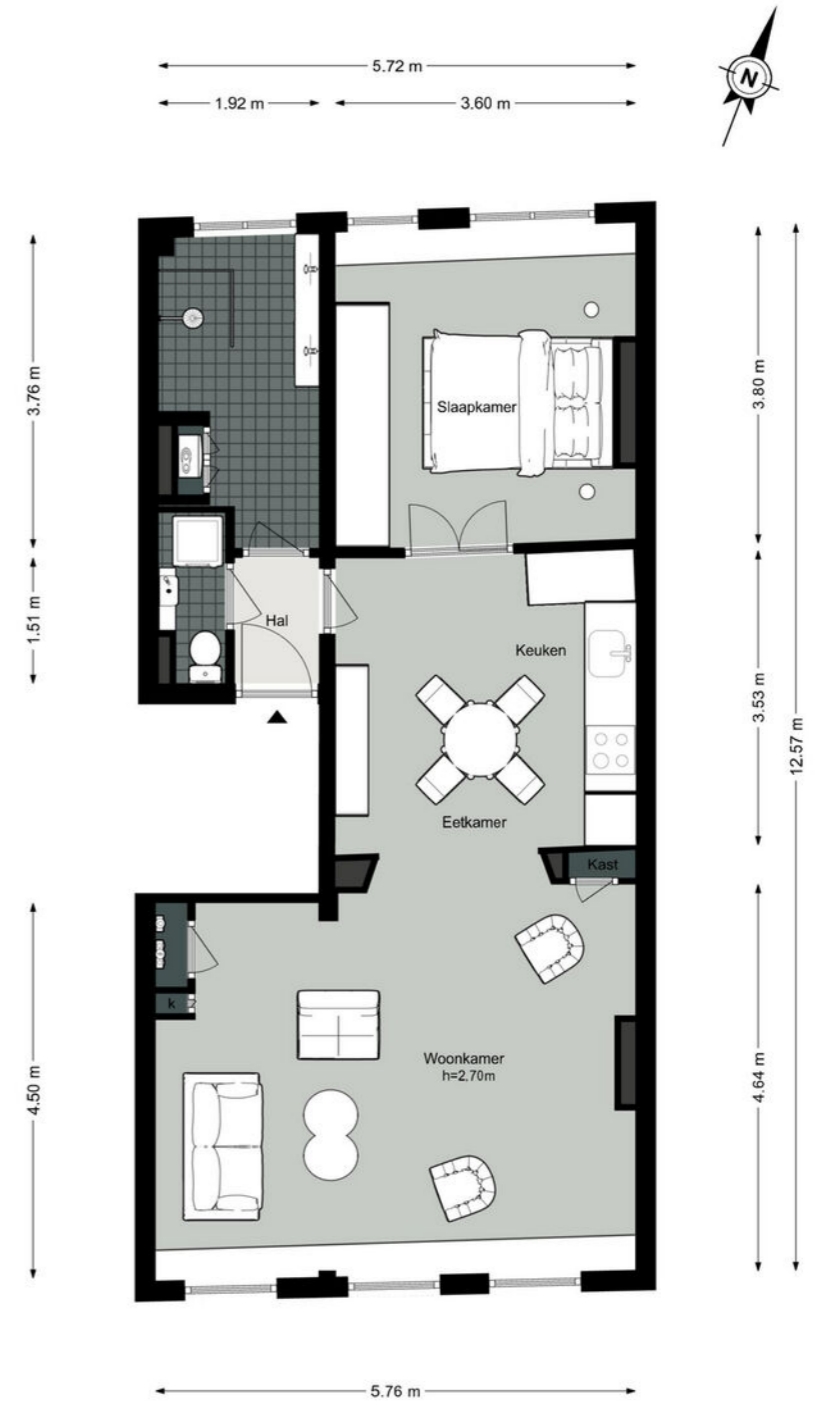 5.72 m
1.92 m
3.60 m
N
3.76 m
3.80 m
Slaapkamer
1.51 m
Hal
Keuken
3.53 m
12.57 m
Eetkamer
Kast
k
Woonkamer
h=2.70m
4.50 m
4.64 m
5.76 m